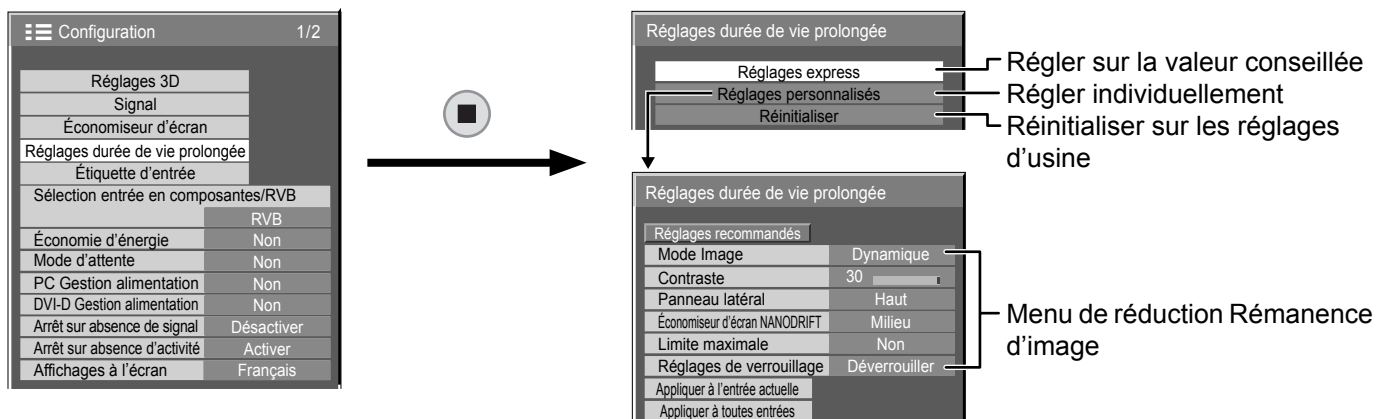 Configuration 1/2
Réglages 3D
Signal
Économiseur d'écran
Réglages durée de vie prolongée
Étiquette d'entrée
Sélection entrée en composantes/RVB
RVB
Économie d'énergie Non
Mode d'attente Non
PC Gestion alimentation Non
DVI-D Gestion alimentation Non
Arrêt sur absence de signal Désactiver
Arrêt sur absence d'activité Activer
Affichages à l'écran Français
Réglages durée de vie prolongée
Réglages express
Réglages personnalisés
Réinitialiser
Régler sur la valeur conseillée
Régler individuellement
Réinitialiser sur les réglages
d'usine
Réglages durée de vie prolongée
Réglages recommandés
Mode Image Dynamique
Contraste 30
Panneau latéral Haut
Économiseur d'écran NANODRIFT Milieu
Limite maximale Non
Réglages de verrouillage Déverrouiller
Appliquer à l'entrée actuelle
Appliquer à toutes entrées
Menu de réduction Rémanence
d'image